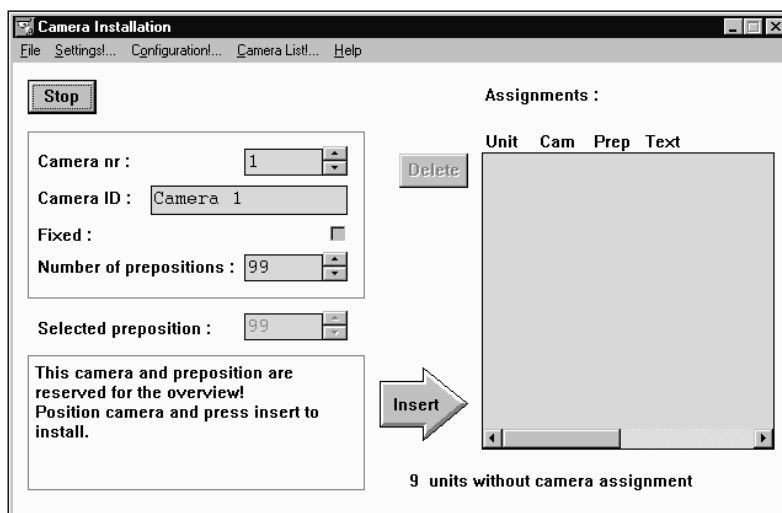 Camera Installation
File Settings!... Configuration!... Camera List!... Help
Stop
Assignments :
Camera nr : 1
Camera ID : Camera 1
Fixed :
Number of prepositions : 99
Selected preposition : 99
This camera and preposition are
reserved for the overview!
Position camera and press insert to
install.
Delete
Insert
Unit Cam Prep Text
9 units without camera assignment